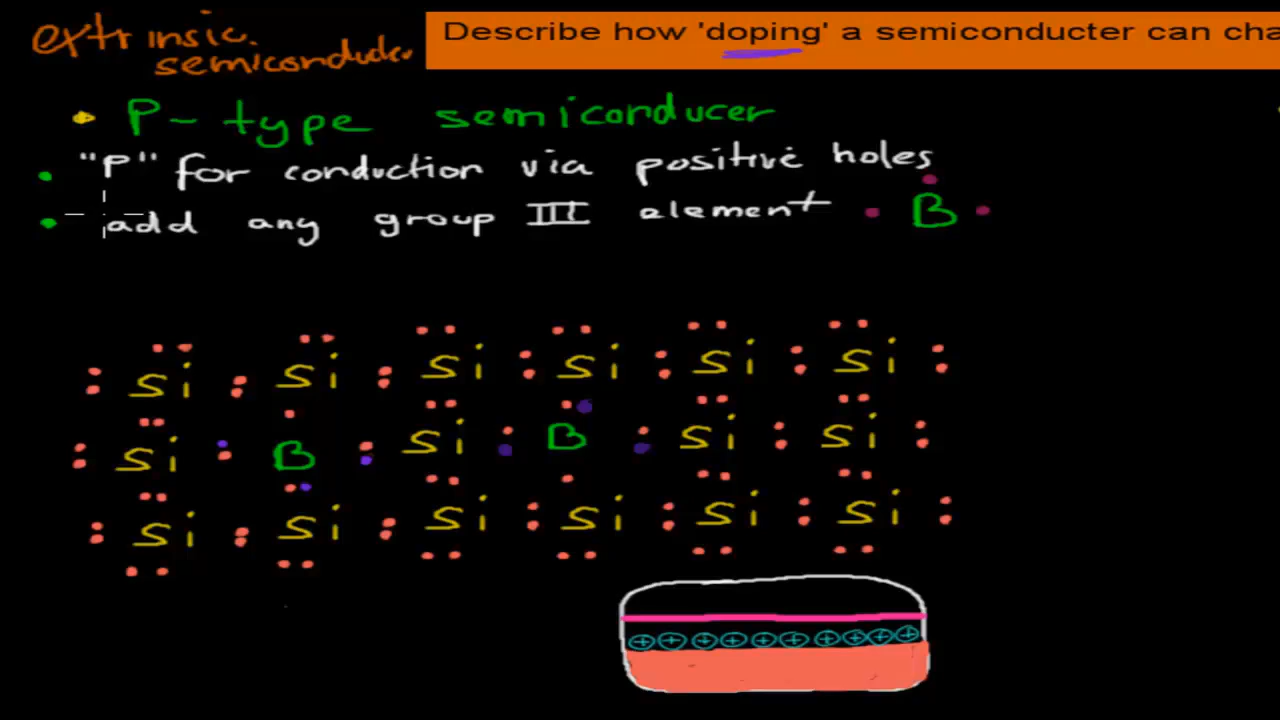 extrinsic
semiconductor
Describe how 'doping' a semiconducter can cha
P-type semiconducer
"P" for conduction via positive holes
add any group III element B
Si Si Si Si Si Si
Si B Si B Si Si
Si Si Si Si Si Si
+ + + + + + + + + +